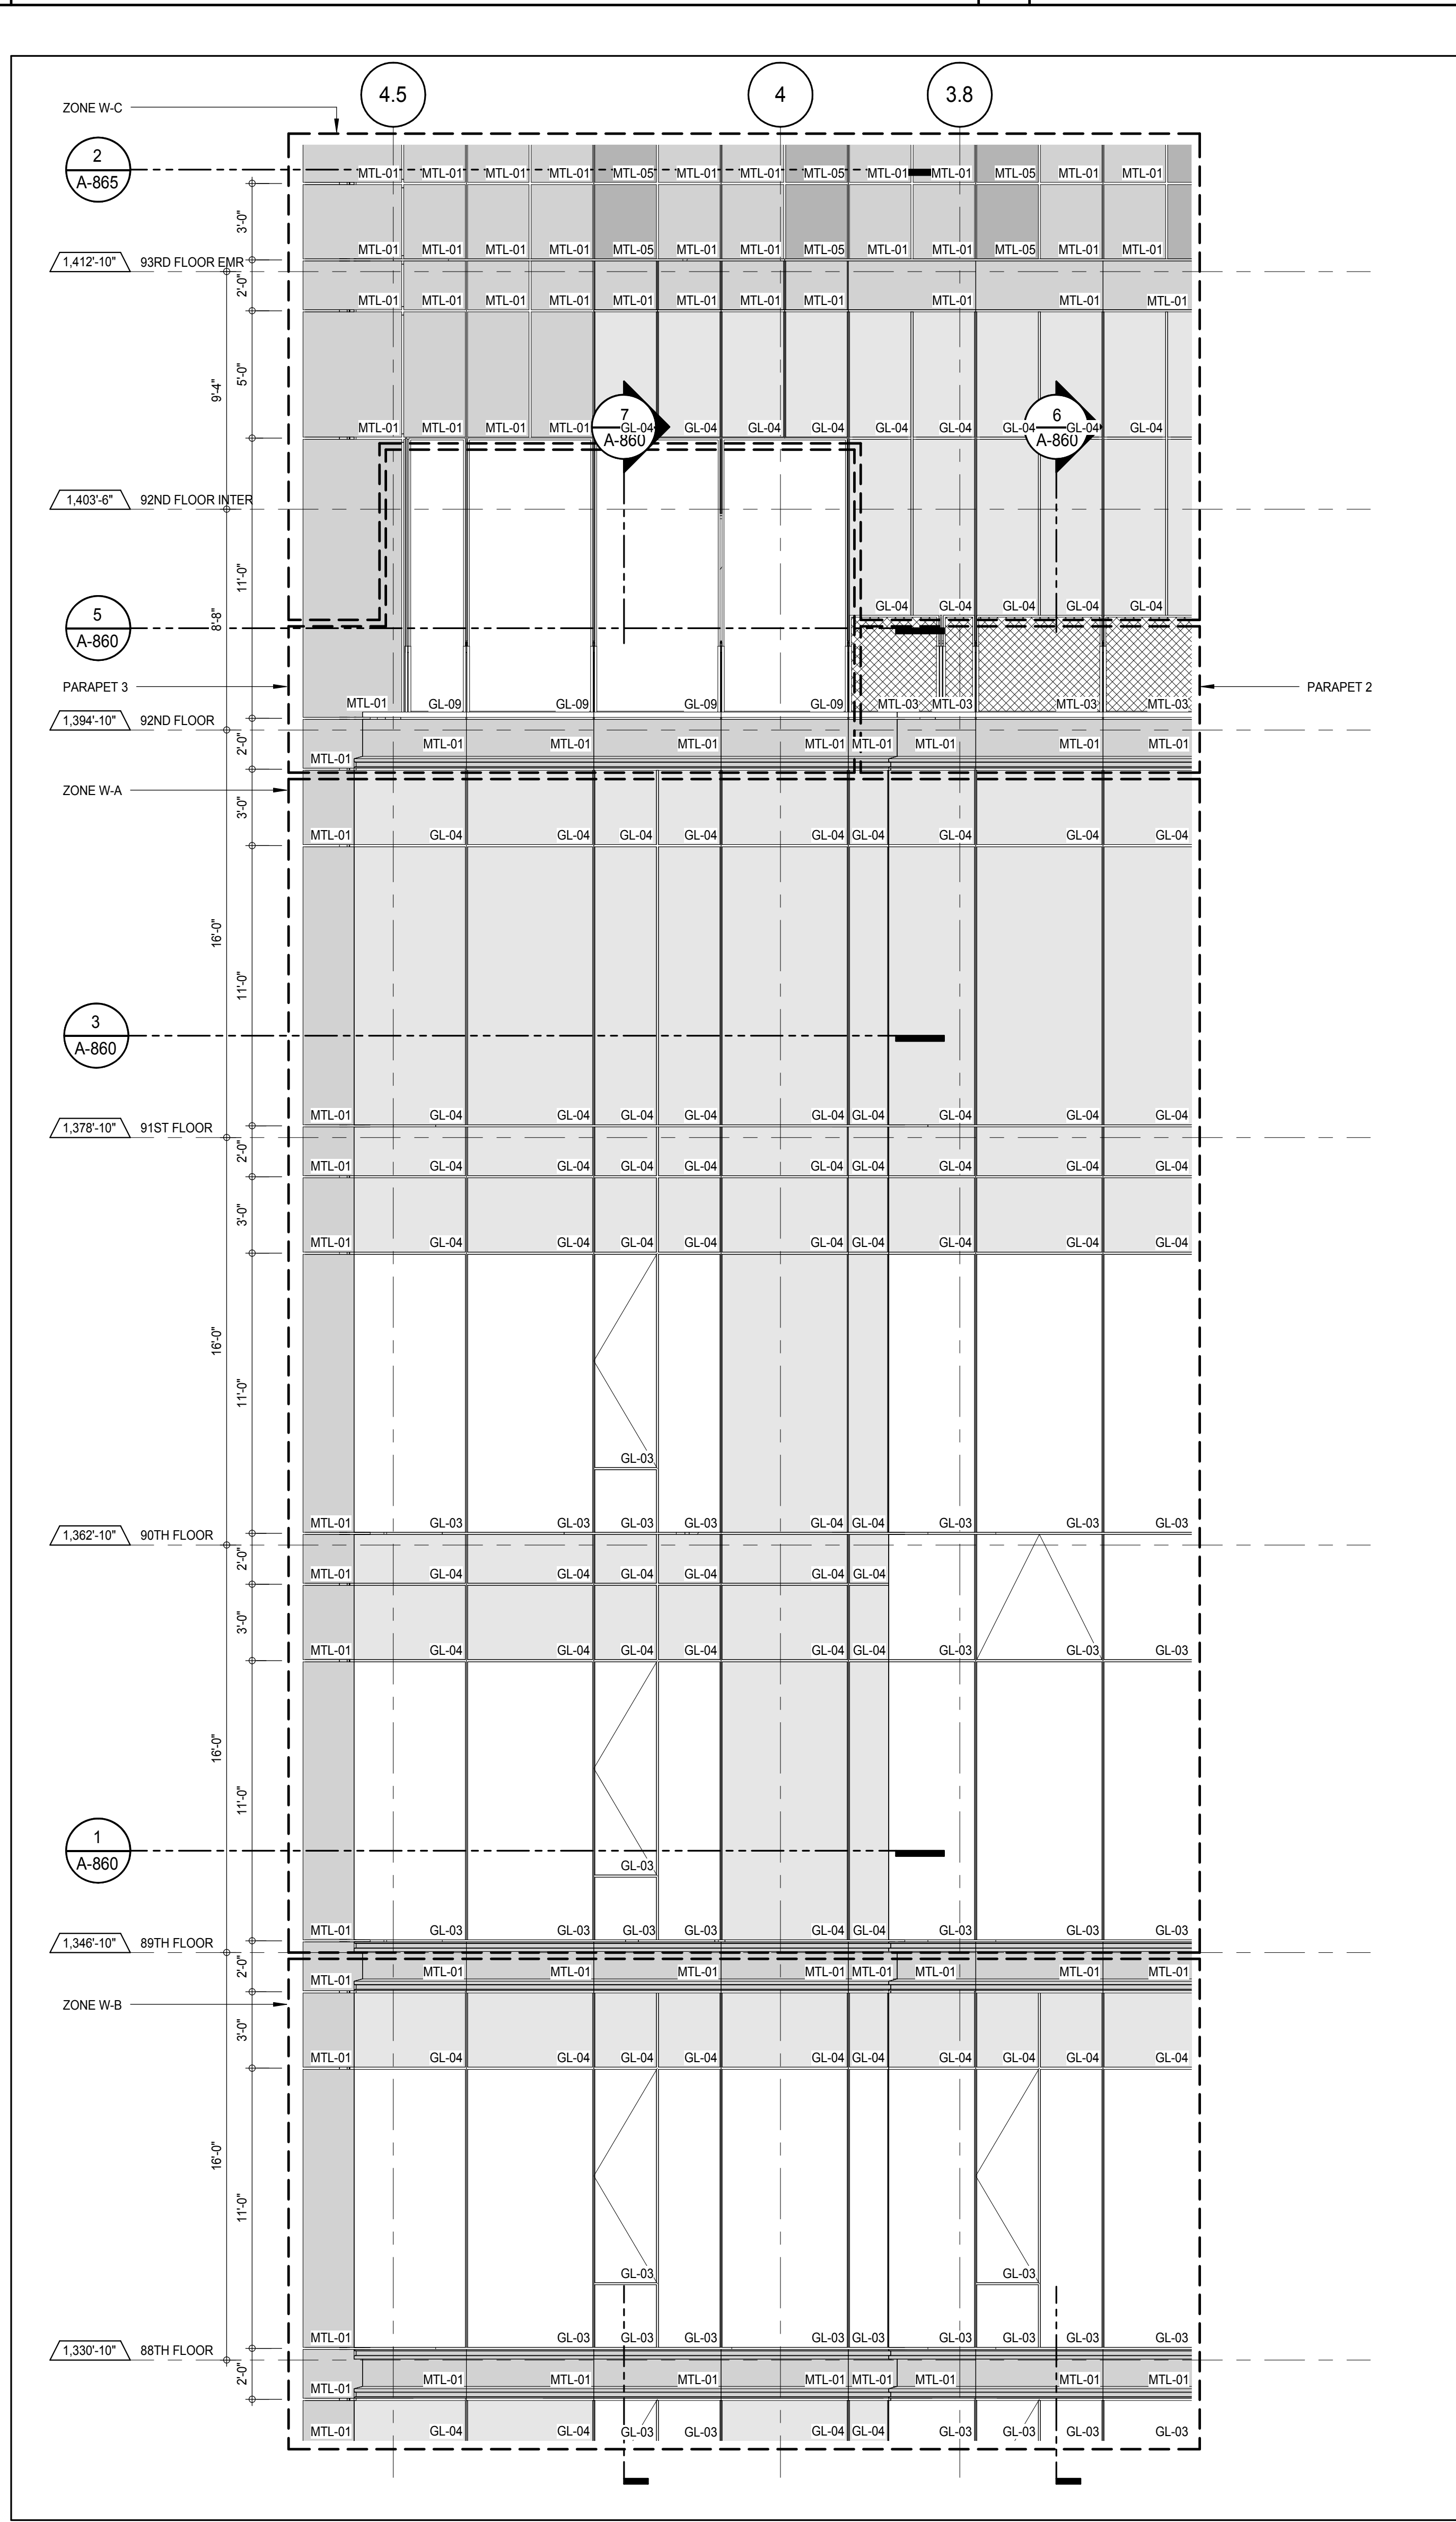 4.5 4 3.8
ZONE W-C
2
A-865
MTL-01 MTL-01 MTL-01 MTL-01 MTL-05 MTL-01 MTL-01 MTL-05 MTL-01 MTL-01 MTL-05 MTL-01 MTL-01
3'-0"
MTL-01 MTL-01 MTL-01 MTL-01 MTL-05 MTL-01 MTL-01 MTL-05 MTL-01 MTL-01 MTL-05 MTL-01 MTL-01
1,412'-10" 93RD FLOOR EMR
2'-0"
MTL-01 MTL-01 MTL-01 MTL-01 MTL-01 MTL-01 MTL-01 MTL-01 MTL-01 MTL-01 MTL-01
9'-4" 5'-0"
7
A-860
6
A-860
MTL-01 MTL-01 MTL-01 MTL-01 GL-04 GL-04 GL-04 GL-04 GL-04 GL-04 GL-04 GL-04 GL-04
1,403'-6" 92ND FLOOR INTER
11'-0"
8'-8"
GL-04 GL-04 GL-04 GL-04 GL-04
5
A-860
PARAPET 3 PARAPET 2
MTL-01 GL-09 GL-09 GL-09 GL-09 MTL-03 MTL-03 MTL-03 MTL-03
1,394'-10" 92ND FLOOR
2'-0"
MTL-01 MTL-01 MTL-01 MTL-01 MTL-01 MTL-01 MTL-01 MTL-01
MTL-01
ZONE W-A
3'-0"
MTL-01 GL-04 GL-04 GL-04 GL-04 GL-04 GL-04 GL-04 GL-04 GL-04
16'-0"
11'-0"
3
A-860
MTL-01 GL-04 GL-04 GL-04 GL-04 GL-04 GL-04 GL-04 GL-04 GL-04
1,378'-10" 91ST FLOOR
2'-0"
MTL-01 GL-04 GL-04 GL-04 GL-04 GL-04 GL-04 GL-04 GL-04 GL-04
3'-0"
MTL-01 GL-04 GL-04 GL-04 GL-04 GL-04 GL-04 GL-04 GL-04 GL-04
16'-0"
11'-0"
GL-03
MTL-01 GL-03 GL-03 GL-03 GL-03 GL-04 GL-04 GL-03 GL-03 GL-03
1,362'-10" 90TH FLOOR
2'-0"
MTL-01 GL-04 GL-04 GL-04 GL-04 GL-04 GL-04
3'-0"
MTL-01 GL-04 GL-04 GL-04 GL-04 GL-04 GL-04 GL-03 GL-03 GL-03
16'-0"
11'-0"
1
A-860
GL-03
MTL-01 GL-03 GL-03 GL-03 GL-03 GL-04 GL-04 GL-03 GL-03 GL-03
1,346'-10" 89TH FLOOR
2'-0"
MTL-01 MTL-01 MTL-01 MTL-01 MTL-01 MTL-01 MTL-01 MTL-01
MTL-01
ZONE W-B
3'-0"
MTL-01 GL-04 GL-04 GL-04 GL-04 GL-04 GL-04 GL-04 GL-04 GL-04 GL-04
16'-0"
11'-0"
GL-03 GL-03
MTL-01 GL-03 GL-03 GL-03 GL-03 GL-03 GL-03 GL-03 GL-03 GL-03
1,330'-10" 88TH FLOOR
2'-0"
MTL-01 MTL-01 MTL-01 MTL-01 MTL-01 MTL-01 MTL-01 MTL-01
MTL-01
MTL-01 GL-04 GL-04 GL-03 GL-03 GL-04 GL-04 GL-03 GL-03 GL-03 GL-03